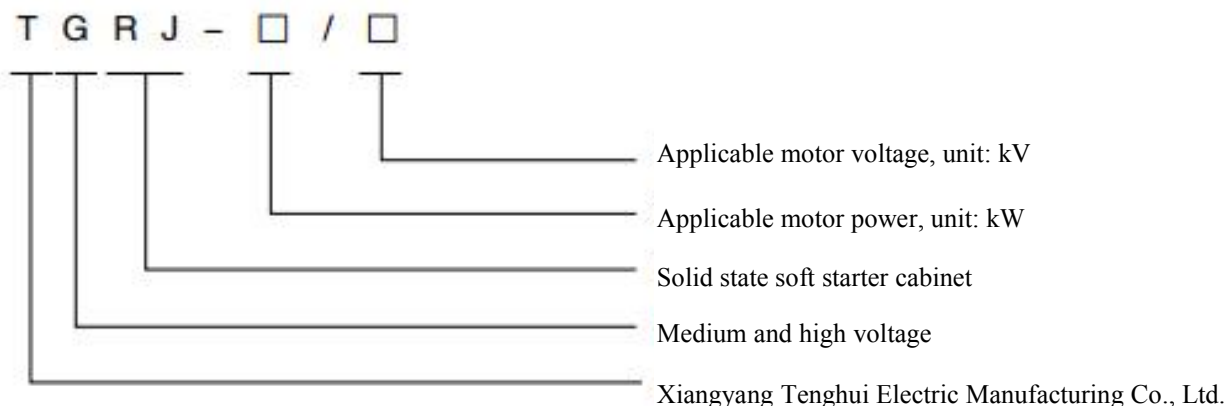 T G R J - □ / □
Applicable motor voltage, unit: kV
Applicable motor power, unit: kW
Solid state soft starter cabinet
Medium and high voltage
Xiangyang Tenghui Electric Manufacturing Co., Ltd.